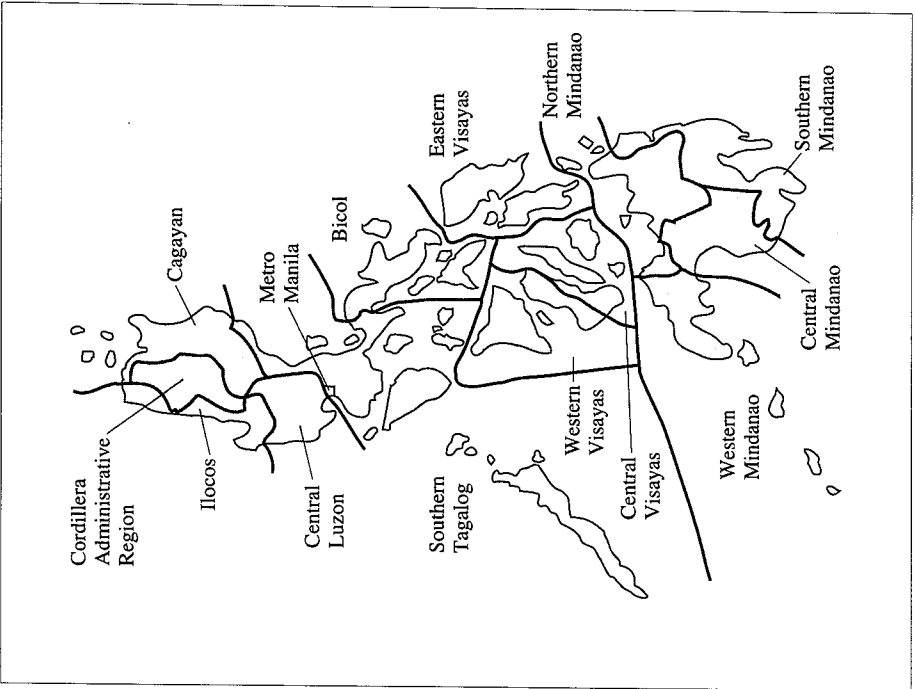 Cordillera
Administrative
Region
Ilocos
Cagayan
Central
Luzon
Metro
Manila
Bicol
Southern
Tagalog
Eastern
Visayas
Western
Visayas
Central
Visayas
Northern
Mindanao
Western
Mindanao
Central
Mindanao
Southern
Mindanao